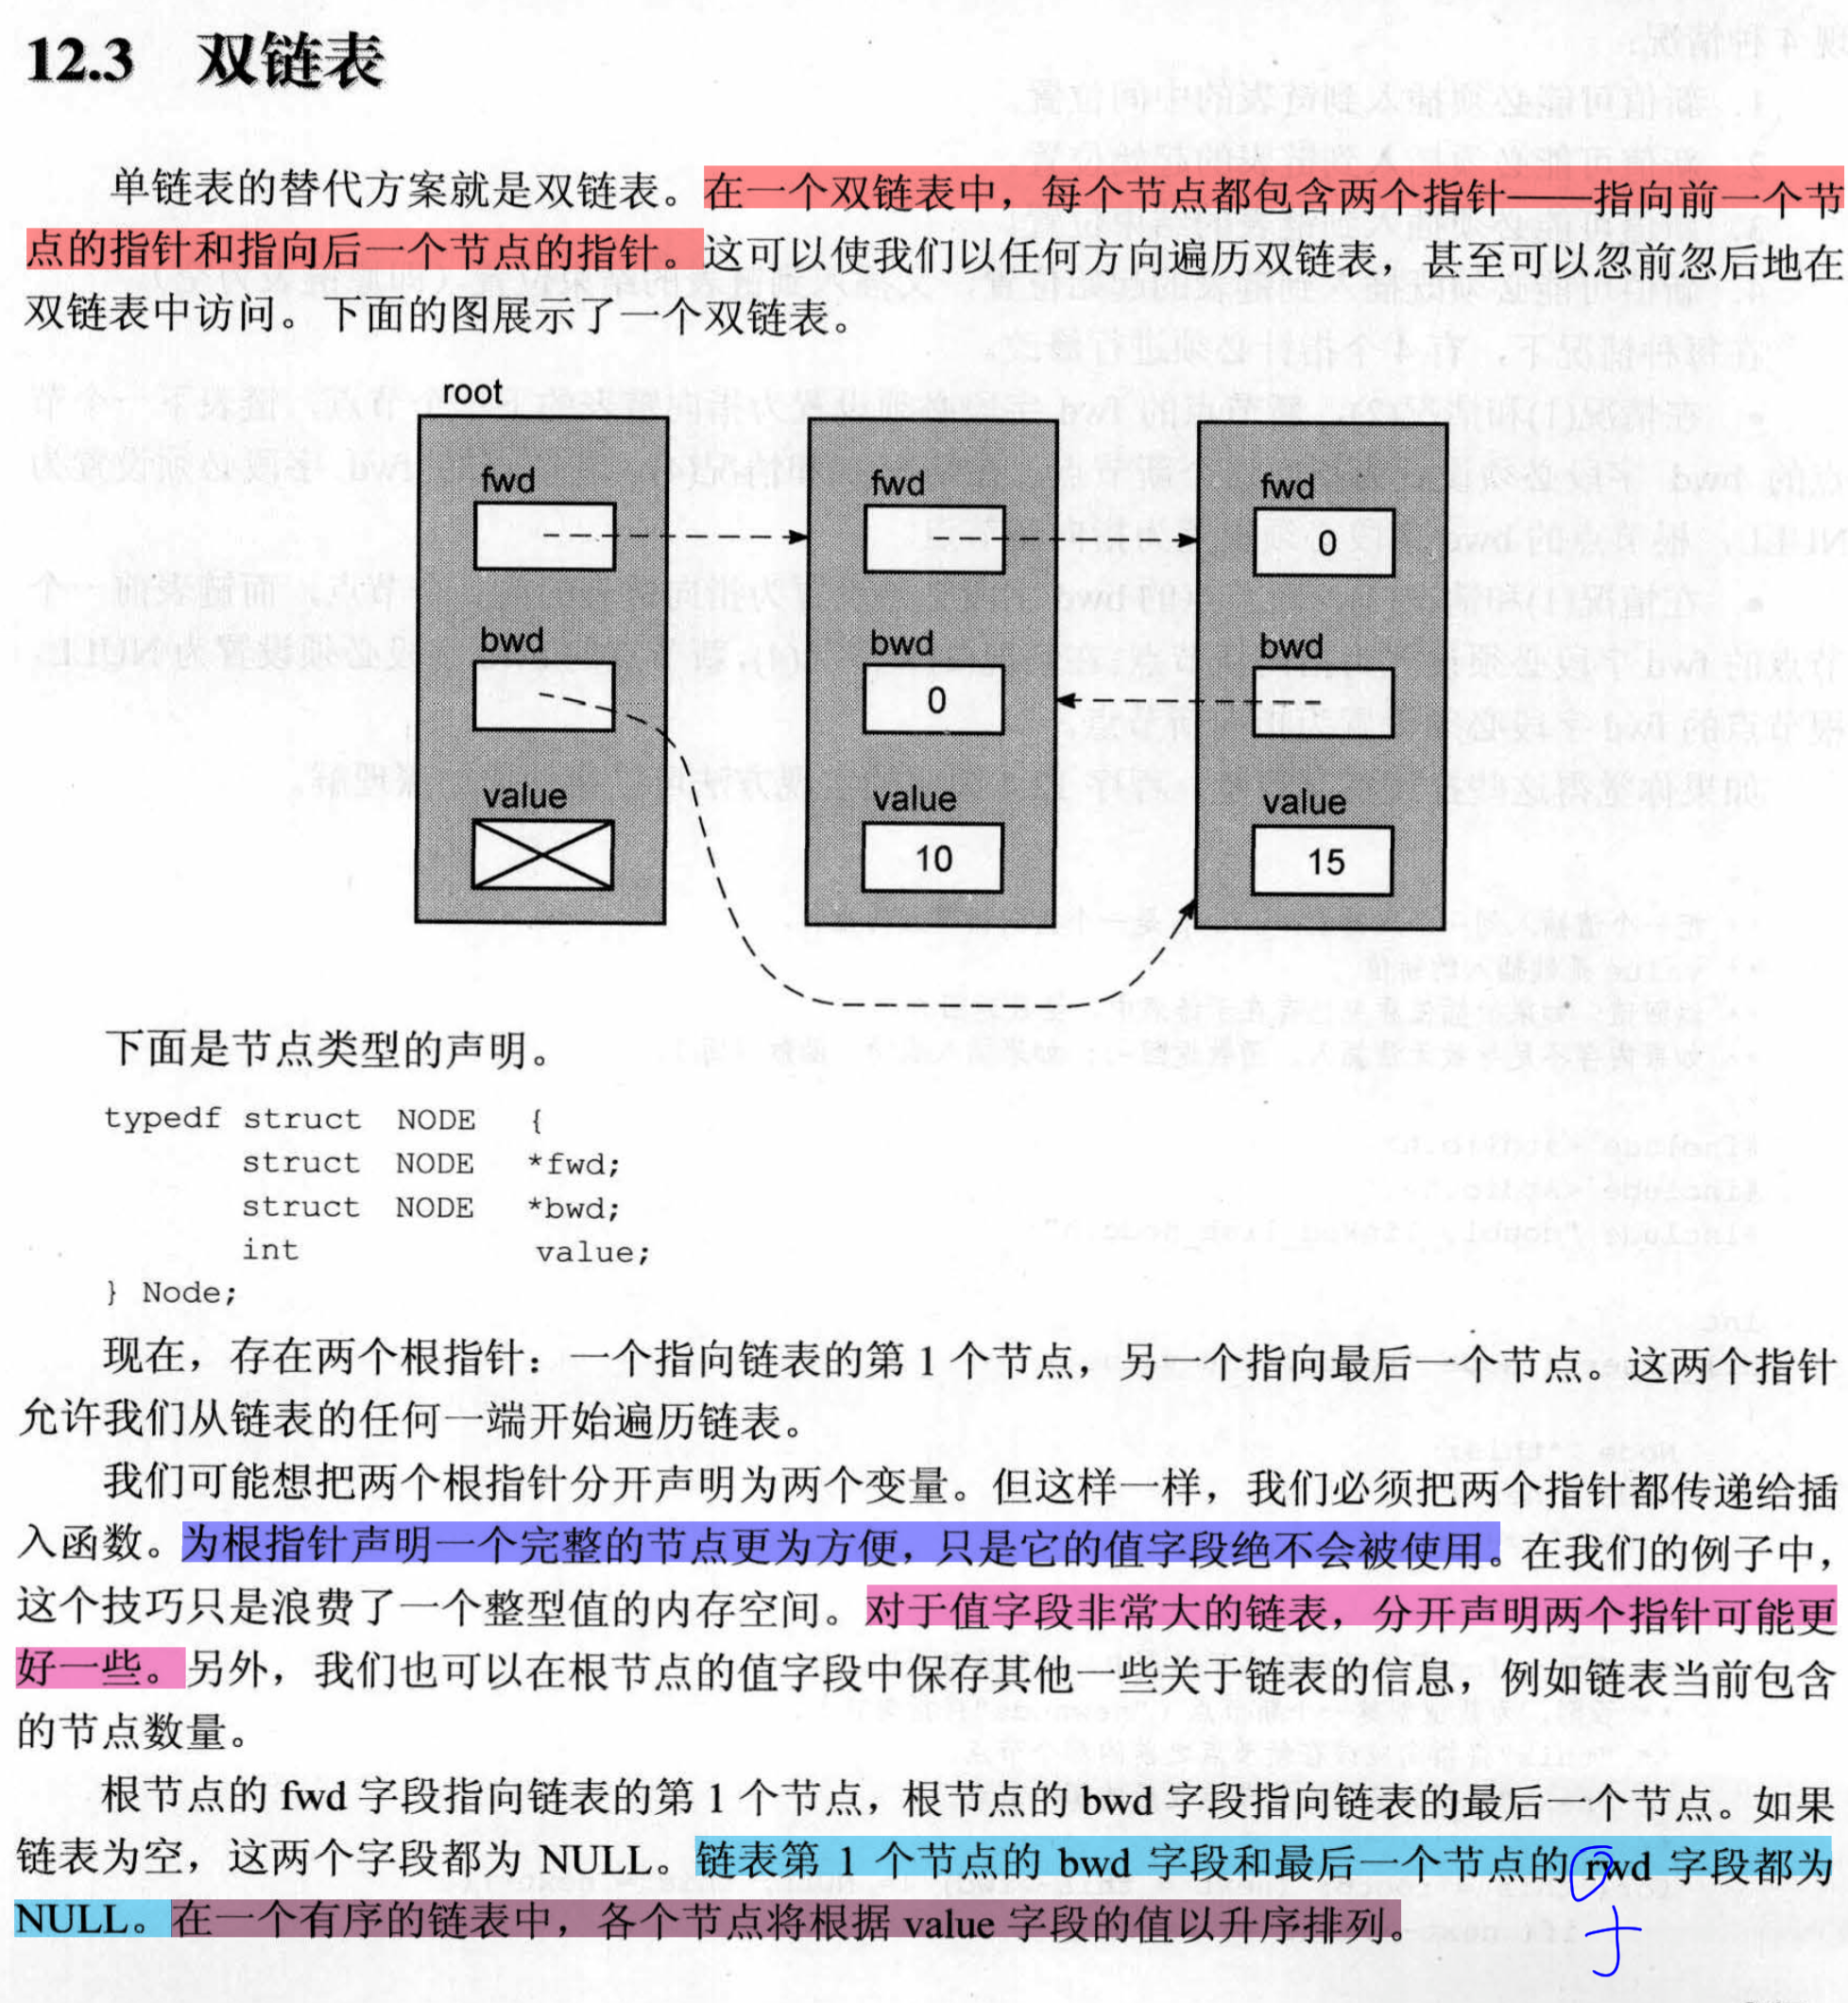 12.3 双链表
单链表的替代方案就是双链表。在一个双链表中，每个节点都包含两个指针——指向前一个节
点的指针和指向后一个节点的指针。这可以使我们以任何方向遍历双链表，甚至可以忽前忽后地在
双链表中访问。下面的图展示了一个双链表。
root
fwd
fwd
fwd
0
bwd
bwd
bwd
0
value
value
value
10
15
下面是节点类型的声明。
typedef struct NODE {
struct NODE *fwd;
struct NODE *bwd;
int value;
} Node;
现在，存在两个根指针：一个指向链表的第 1 个节点，另一个指向最后一个节点。这两个指针
允许我们从链表的任何一端开始遍历链表。
我们可能想把两个根指针分开声明为两个变量。但这样一样，我们必须把两个指针都传递给插
入函数。为根指针声明一个完整的节点更为方便，只是它的值字段绝不会被使用。在我们的例子中，
这个技巧只是浪费了一个整型值的内存空间。对于值字段非常大的链表，分开声明两个指针可能更
好一些。另外，我们也可以在根节点的值字段中保存其他一些关于链表的信息，例如链表当前包含
的节点数量。
根节点的 fwd 字段指向链表的第 1 个节点，根节点的 bwd 字段指向链表的最后一个节点。如果
链表为空，这两个字段都为 NULL。链表第 1 个节点的 bwd 字段和最后一个节点的 rwd 字段都为
NULL。在一个有序的链表中，各个节点将根据 value 字段的值以升序排列。
f